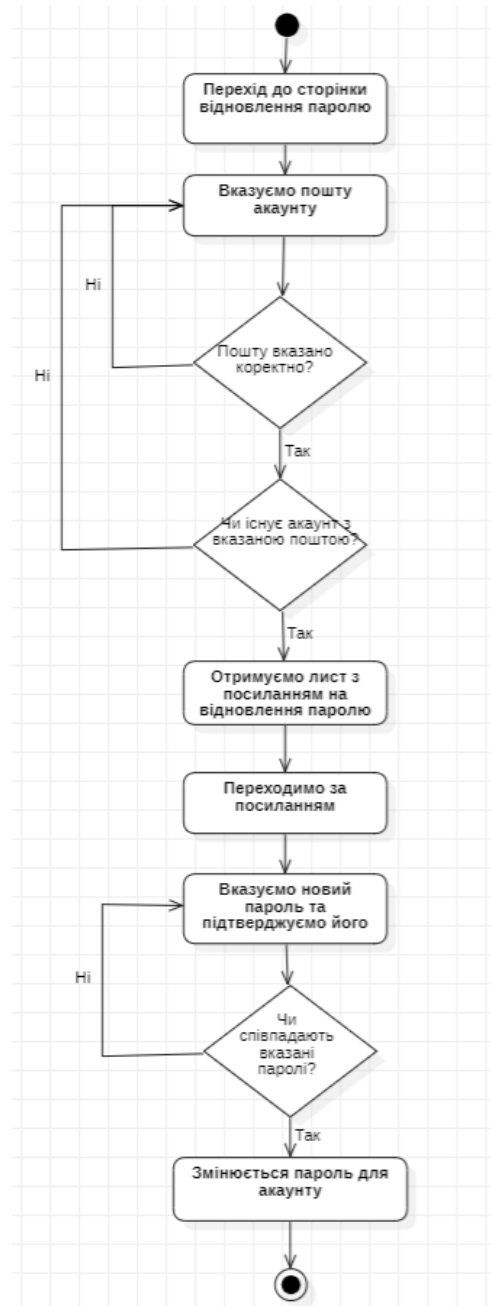 Перехід до сторінки
відновлення паролю
Вказуємо пошту
акаунту
Ні
Пошту вказано
коректно?
Ні
Так
Чи існує акаунт з
вказаною поштою?
Так
Отримуємо лист з
посиланням на
відновлення паролю
Переходимо за
посиланням
Вказуємо новий
пароль та
підтверджуємо його
Ні
Чи
співпадають
вказані
паролі?
Так
Змінюється пароль для
акаунту